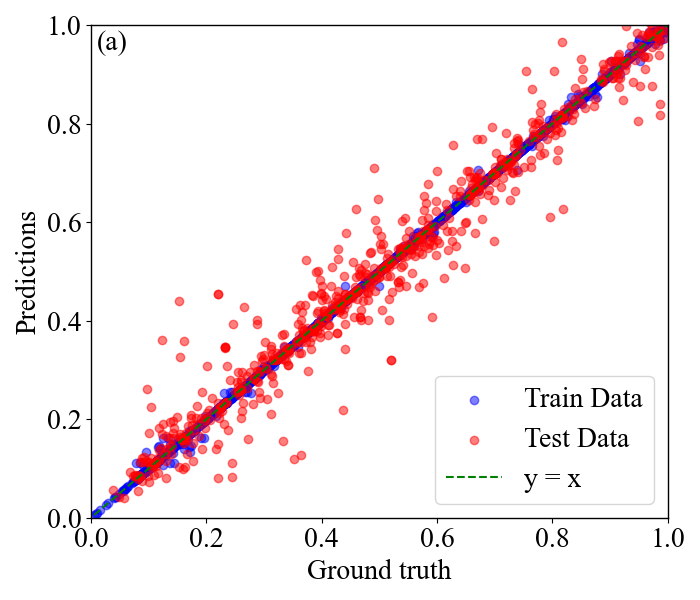 (a)
1.0
0.8
0.6
0.4
0.2
0.0
Predictions
Train Data
Test Data
y = x
0.0 0.2 0.4 0.6 0.8 1.0
Ground truth